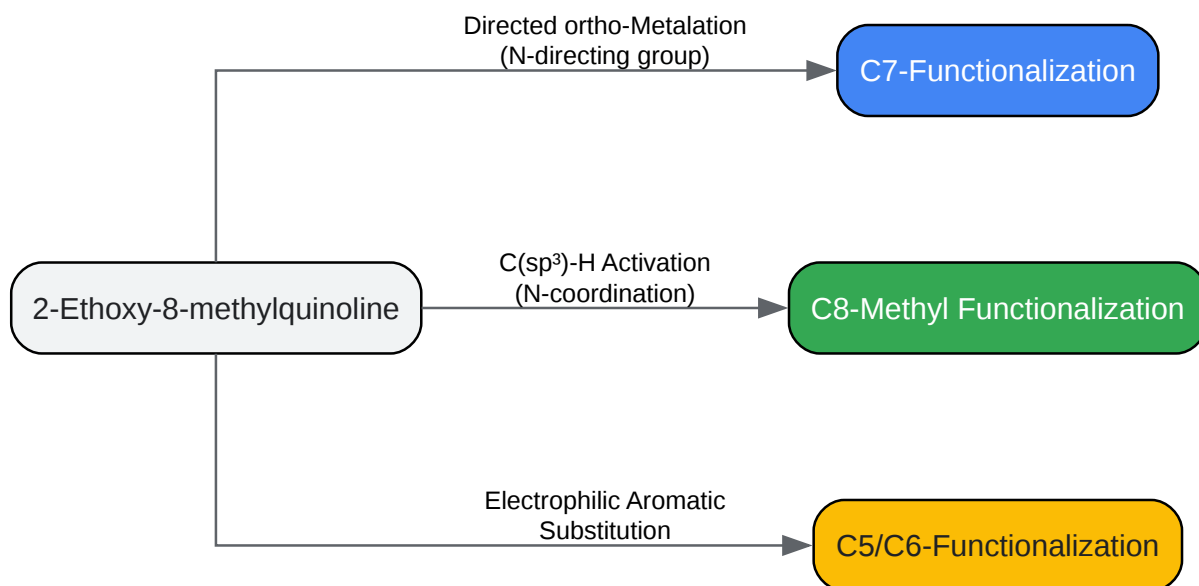 Directed ortho-Metalation
(N-directing group)
C7-Functionalization
C(sp³)-H Activation
(N-coordination)
2-Ethoxy-8-methylquinoline
C8-Methyl Functionalization
Electrophilic Aromatic
Substitution
C5/C6-Functionalization